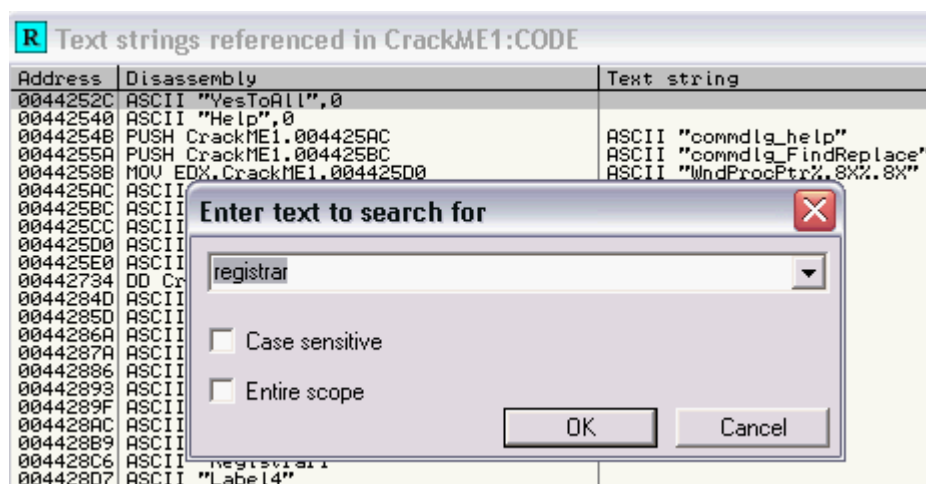 R Text strings referenced in CrackME1:CODE
Address Disassembly Text string
0044252C ASCII "YesToAll",0
00442540 ASCII "Help",0
0044254B PUSH CrackME1.004425AC ASCII "commdlg_help"
0044255A PUSH CrackME1.004425BC ASCII "commdlg_FindReplace"
0044258B MOV EDX,CrackME1.004425D0 ASCII "WndProcPtr%.8X%.8X"
004425AC ASCII
004425BC ASCII
004425CC ASCII
004425D0 ASCII
004425E0 ASCII
00442734 DD Cr
0044284D ASCII
0044285D ASCII
0044286A ASCII
0044287A ASCII
00442886 ASCII
00442893 ASCII
0044289F ASCII
004428AC ASCII
004428B9 ASCII
004428C6 ASCII
004428D7 ASCII "Label4"
Enter text to search for
registrar
Case sensitive
Entire scope
OK Cancel